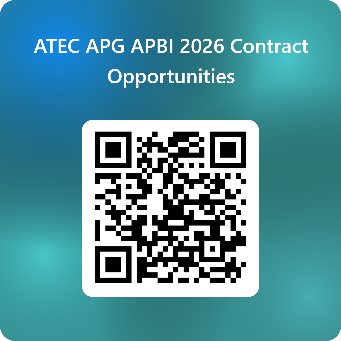 ATEC APG APBI 2026 Contract
Opportunities